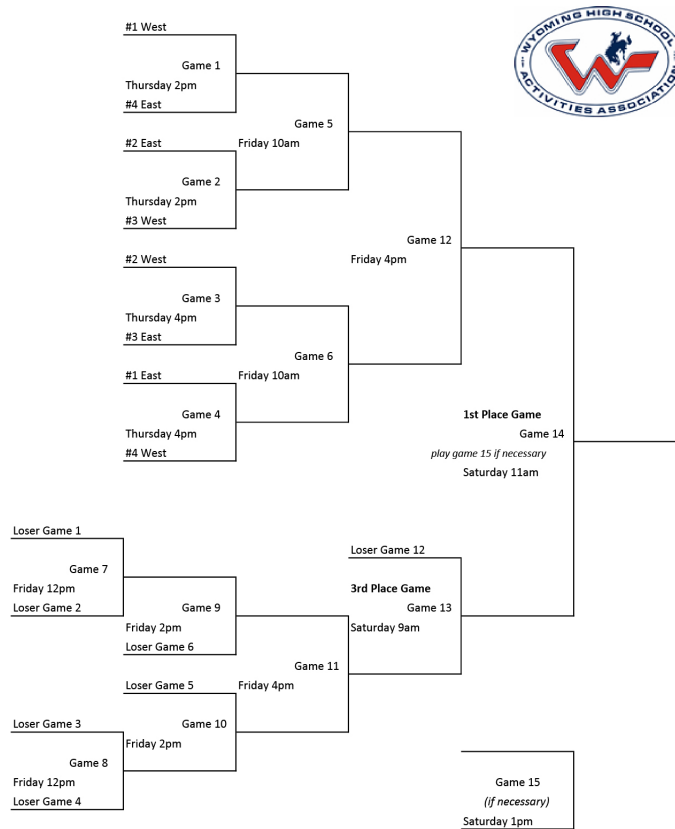 #1 West
WYOMING HIGH SCHOOL
ACTIVITIES ASSOCIATION
W
Game 1
Thursday 2pm
#4 East
Game 5
#2 East
Friday 10am
Game 2
Thursday 2pm
#3 West
Game 12
Friday 4pm
#2 West
Game 3
Thursday 4pm
#3 East
Game 6
#1 East
Friday 10am
Game 4
Thursday 4pm
#4 West
1st Place Game
Game 14
play game 15 if necessary
Saturday 11am
Loser Game 1
Game 7
Friday 12pm
Loser Game 2
Game 9
Friday 2pm
Loser Game 6
Loser Game 12
3rd Place Game
Game 13
Saturday 9am
Game 11
Friday 4pm
Loser Game 5
Game 10
Friday 2pm
Loser Game 3
Game 8
Friday 12pm
Loser Game 4
Game 15
(if necessary)
Saturday 1pm